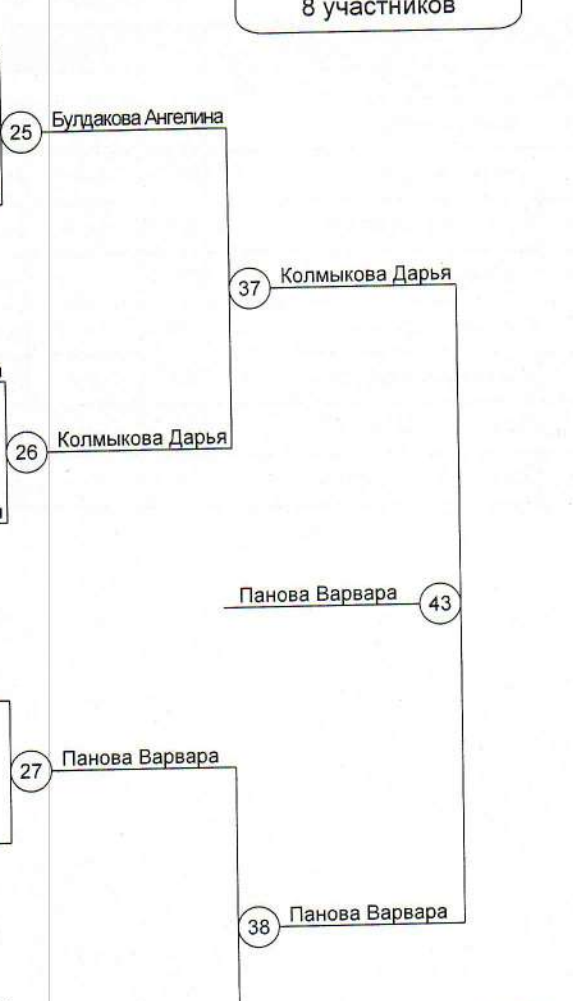 8 участников
25 Булдакова Ангелина
37 Колмыкова Дарья
26 Колмыкова Дарья
Панова Варвара 43
27 Панова Варвара
38 Панова Варвара